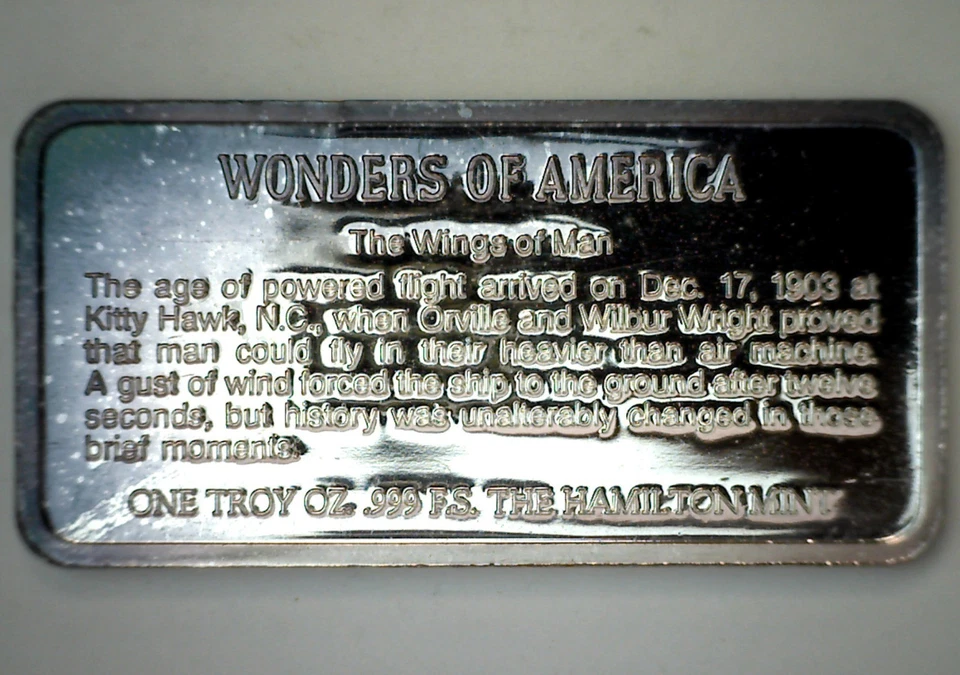 WONDERS OF AMERICA
The Wings of Man
The age of powered flight arrived on Dec. 17, 1903 at
Kitty Hawk, N.C., when Orville and Wilbur Wright proved
that man could fly in their heavier than air machine.
A gust of wind forced the ship to the ground after twelve
seconds, but history was unalterably changed in those
brief moments.
ONE TROY OZ. .999 F.S. THE HAMILTON MINT